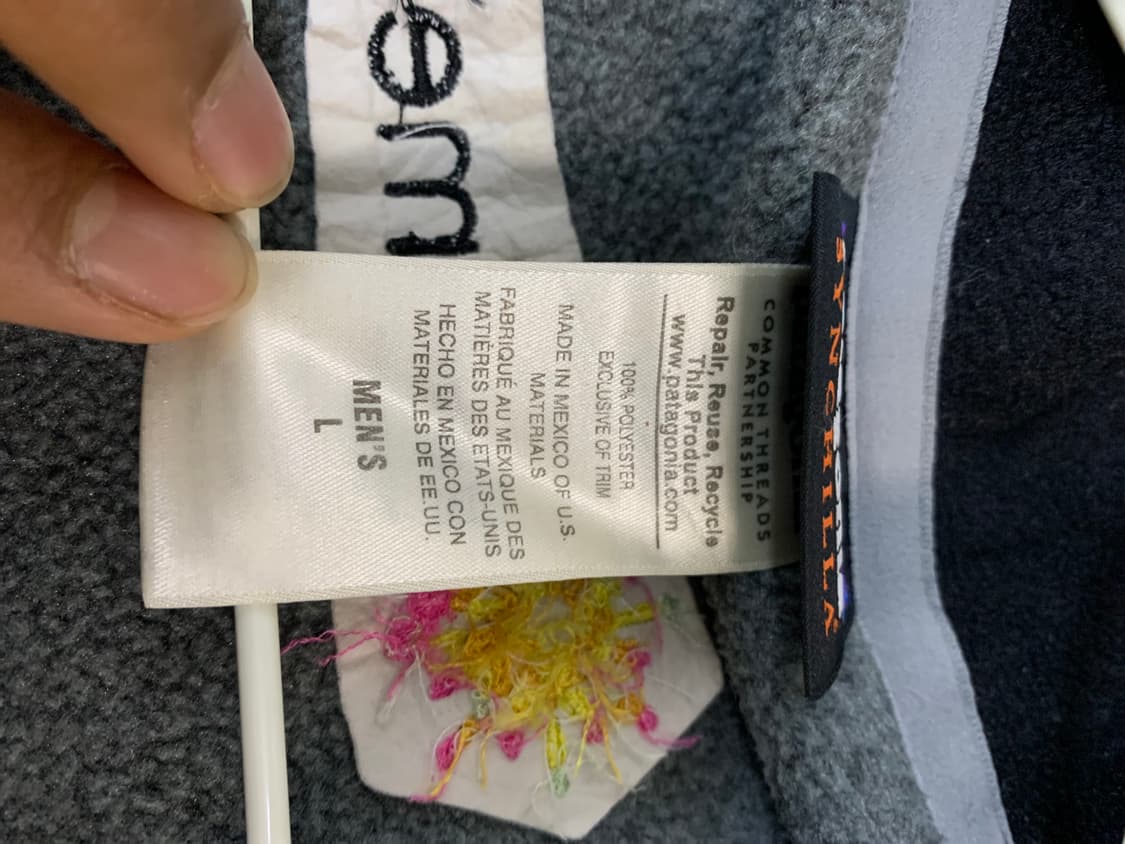 SYNCHILLA
COMMON THREADS
PARTNERSHIP
Repair, Reuse, Recycle
This Product
www.patagonia.com
100% POLYESTER
EXCLUSIVE OF TRIM
MADE IN MEXICO OF U.S.
MATERIALS
FABRIQUÉ AU MEXIQUE DES
MATIÈRES DES ETATS-UNIS
HECHO EN MEXICO CON
MATERIALES DE EE.UU.
MEN'S
L
em